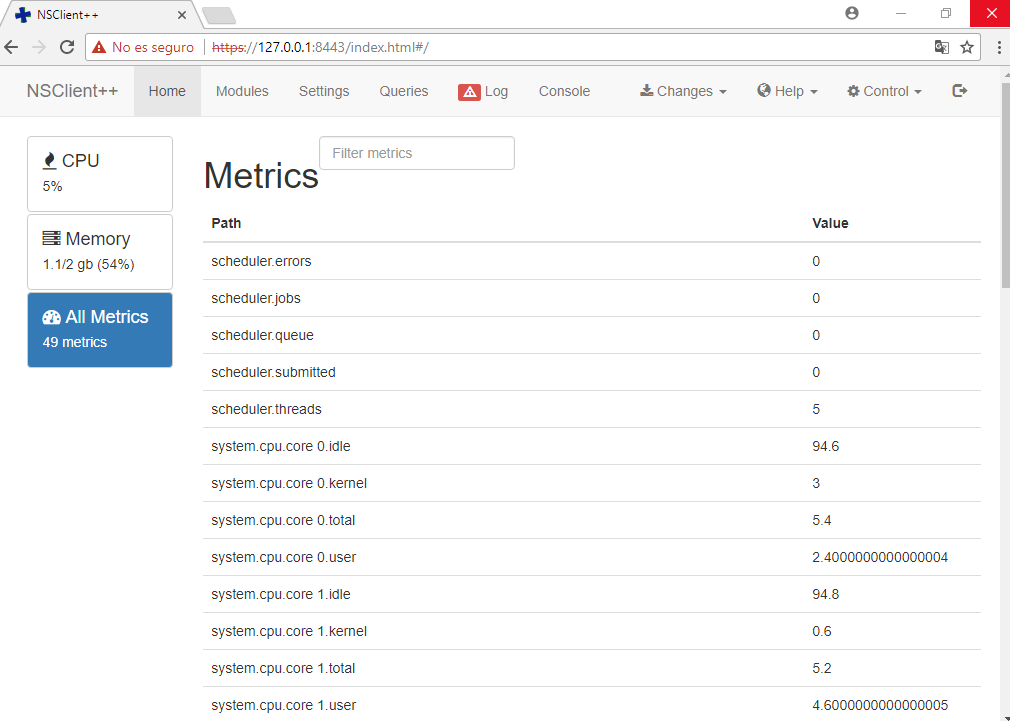 NSClient++
No es seguro https://127.0.0.1:8443/index.html#/
NSClient++ Home Modules Settings Queries Log Console Changes Help Control
CPU
5%
Memory
1.1/2 gb (54%)
All Metrics
49 metrics
Metrics Filter metrics
Path Value
scheduler.errors 0
scheduler.jobs 0
scheduler.queue 0
scheduler.submitted 0
scheduler.threads 5
system.cpu.core 0.idle 94.6
system.cpu.core 0.kernel 3
system.cpu.core 0.total 5.4
system.cpu.core 0.user 2.4000000000000004
system.cpu.core 1.idle 94.8
system.cpu.core 1.kernel 0.6
system.cpu.core 1.total 5.2
system.cpu.core 1.user 4.6000000000000005